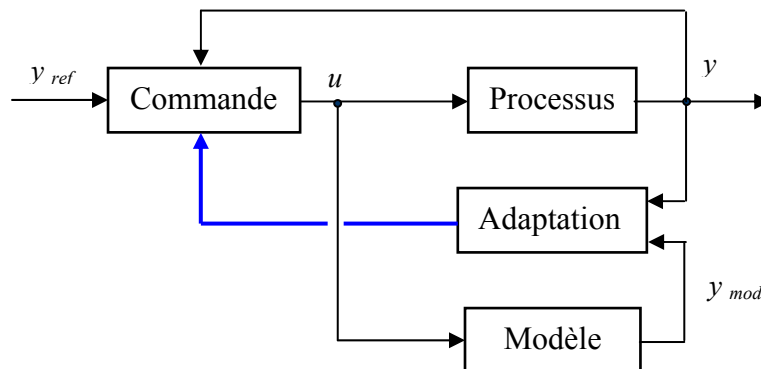 y ref
Commande
u
Processus
y
Adaptation
y mod
Modèle